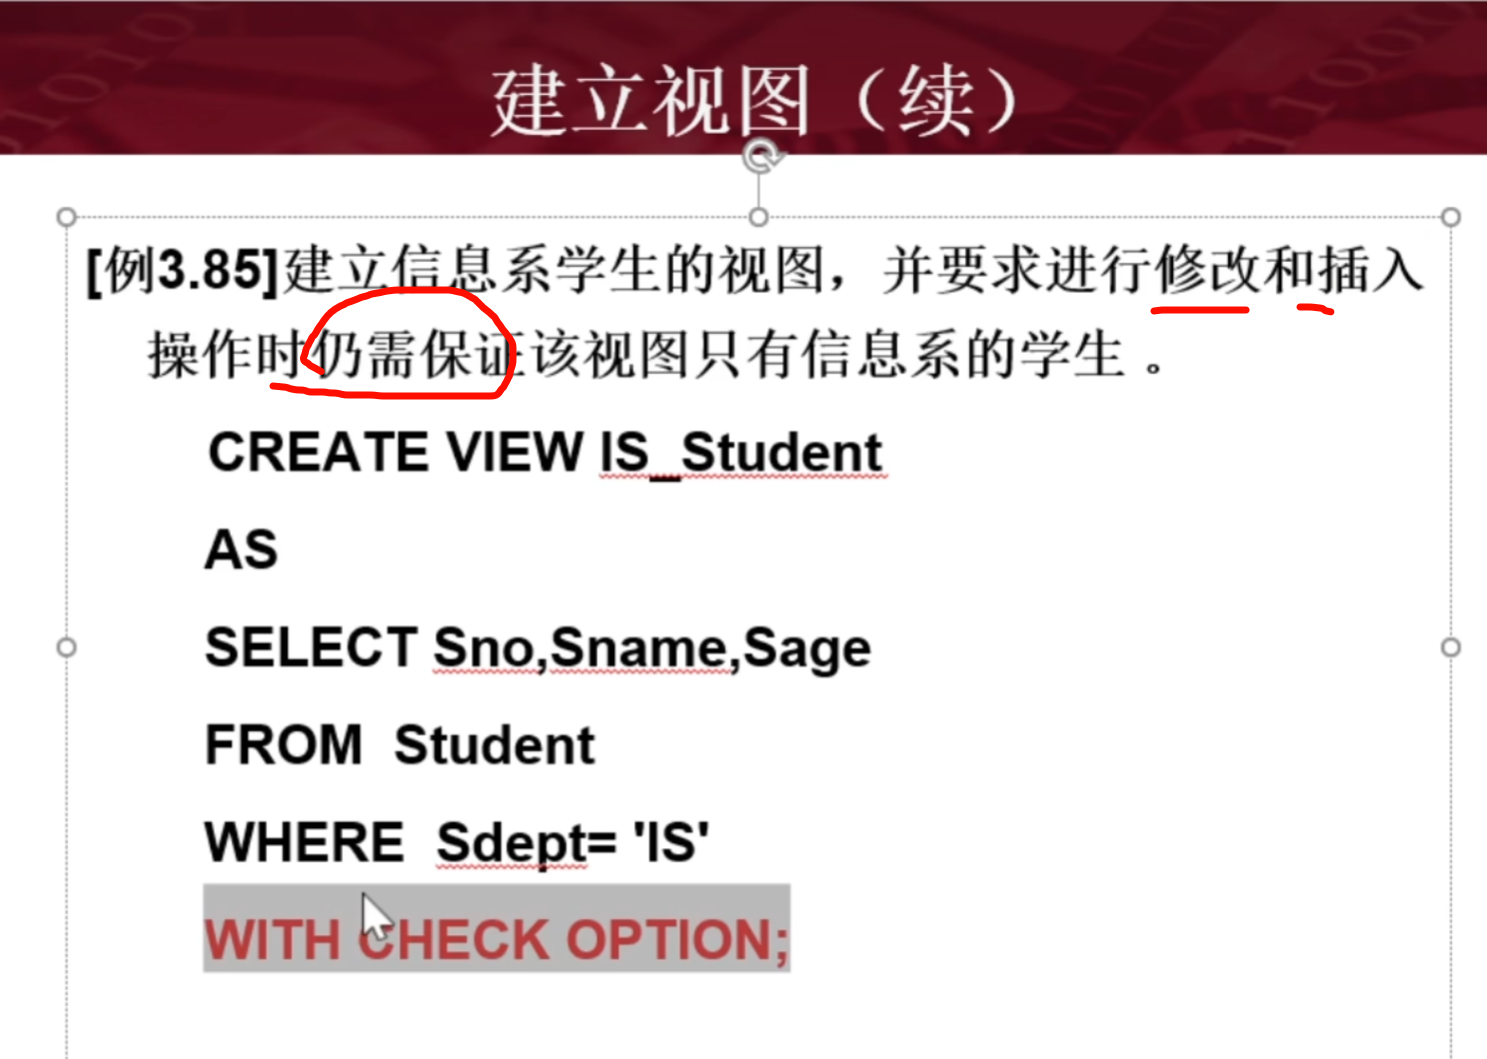 建立视图（续）
[例3.85]建立信息系学生的视图，并要求进行修改和插入
操作时仍需保证该视图只有信息系的学生 。
CREATE VIEW IS_Student
AS
SELECT Sno,Sname,Sage
FROM  Student
WHERE  Sdept= 'IS'
WITH CHECK OPTION;